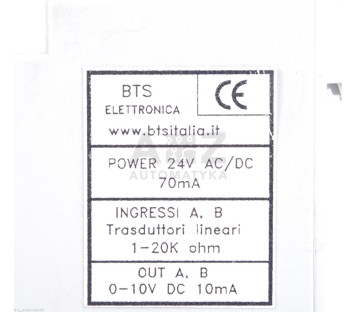 BTS
ELETTRONICA
CE
www.btsitalia.it
POWER 24V AC/DC
70mA
INGRESSI A, B
Trasduttori lineari
1-20K ohm
OUT A, B
0-10V DC 10mA
AUTOMATYKA